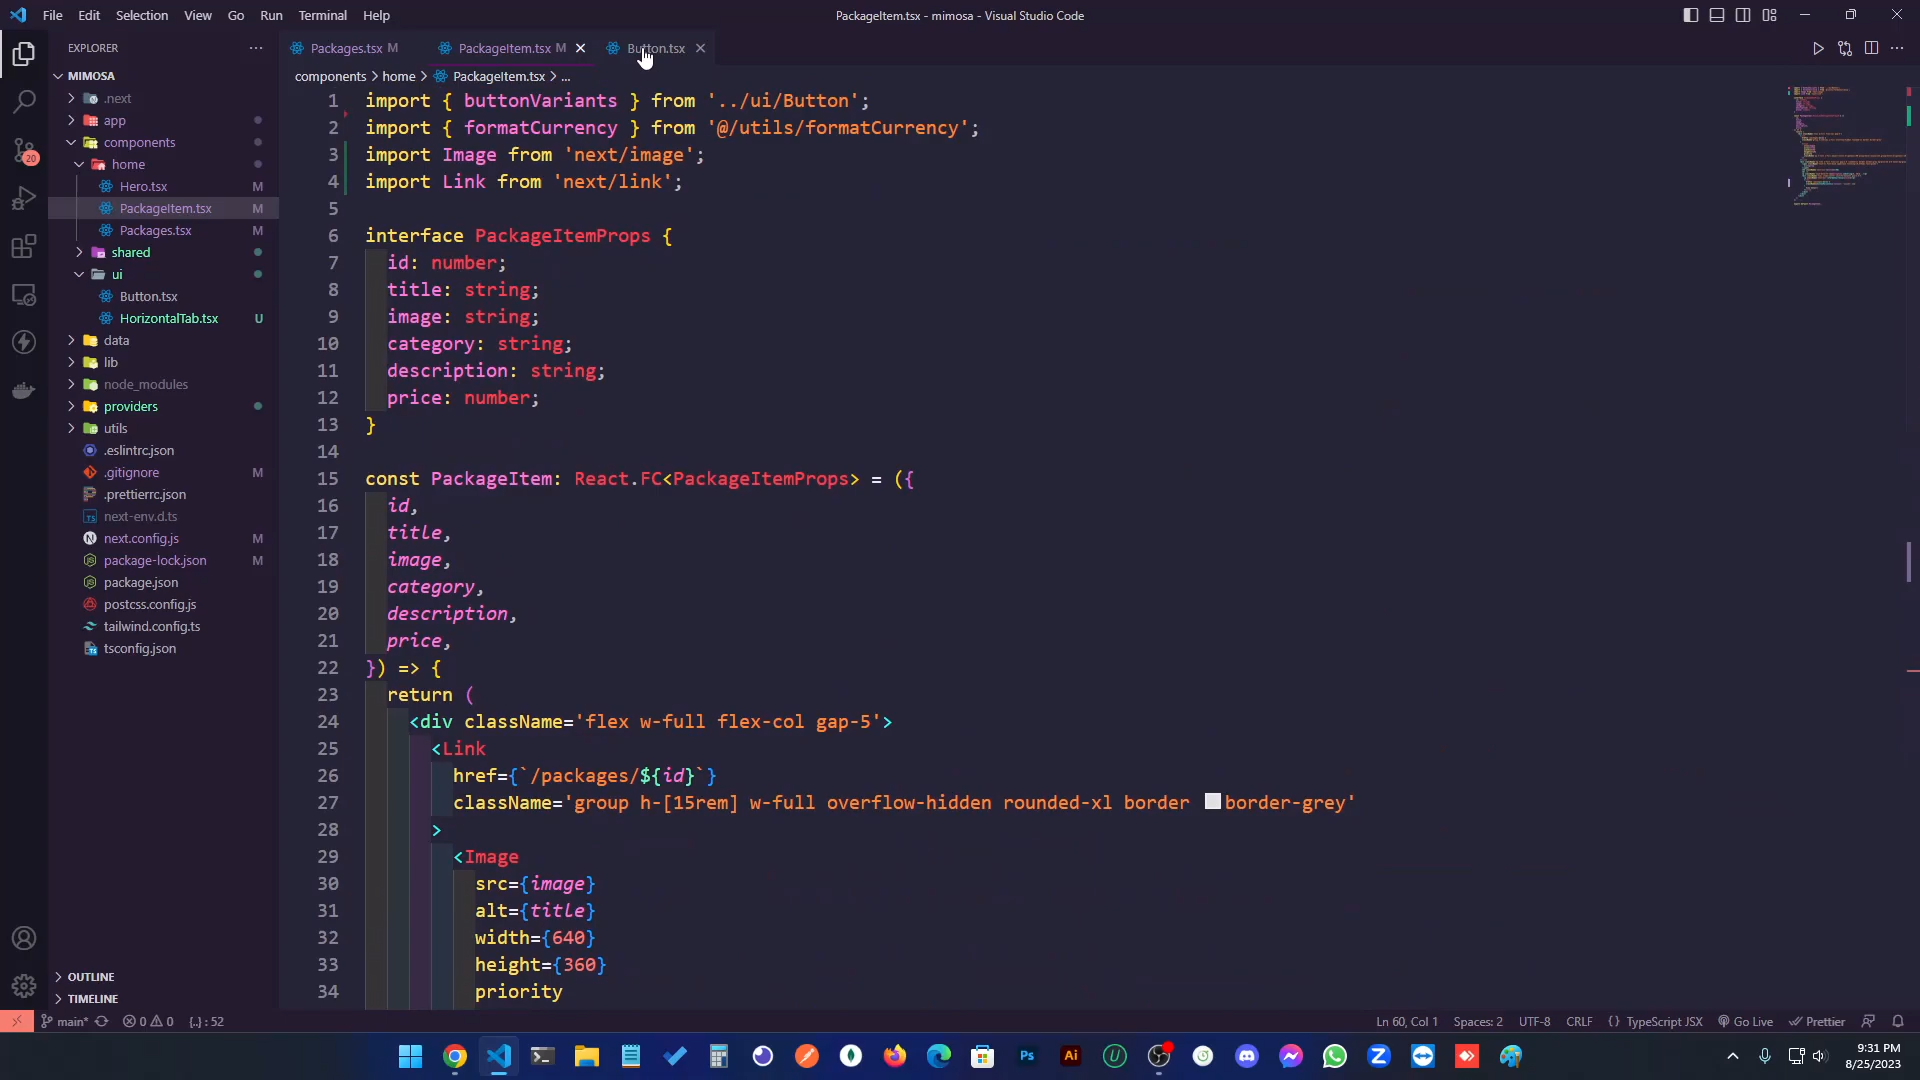 File Edit Selection View Go Run Terminal Help
PackageItem.tsx - mimosa - Visual Studio Code
EXPLORER
Packages.tsx M
PackageItem.tsx M
Button.tsx
MIMOSA
components > home > PackageItem.tsx > ...
.next
app
components
home
Hero.tsx M
PackageItem.tsx M
Packages.tsx M
shared
ui
Button.tsx
HorizontalTab.tsx U
data
lib
node_modules
providers
utils
.eslintrc.json
.gitignore M
.prettierrc.json
next-env.d.ts
next.config.js M
package-lock.json M
package.json
postcss.config.js
tailwind.config.ts
tsconfig.json
OUTLINE
TIMELINE
20
1 import { buttonVariants } from '../ui/Button';
2 import { formatCurrency } from '@/utils/formatCurrency';
3 import Image from 'next/image';
4 import Link from 'next/link';
5
6 interface PackageItemProps {
7 id: number;
8 title: string;
9 image: string;
10 category: string;
11 description: string;
12 price: number;
13 }
14
15 const PackageItem: React.FC<PackageItemProps> = ({
16 id,
17 title,
18 image,
19 category,
20 description,
21 price,
22 }) => {
23 return (
24 <div className='flex w-full flex-col gap-5'>
25 <Link
26 href={`/packages/${id}`}
27 className='group h-[15rem] w-full overflow-hidden rounded-xl border border-grey'
28 >
29 <Image
30 src={image}
31 alt={title}
32 width={640}
33 height={360}
34 priority
main* 0 0 {..} : 52
Ln 60, Col 1 Spaces: 2 UTF-8 CRLF {} TypeScript JSX Go Live Prettier
Ps Ai
9:31 PM
8/25/2023